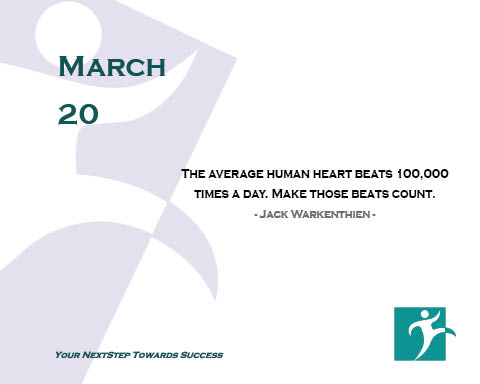 March
20
The average human heart beats 100,000
times a day. Make those beats count.
- Jack Warkenthien -
Your NextStep Towards Success